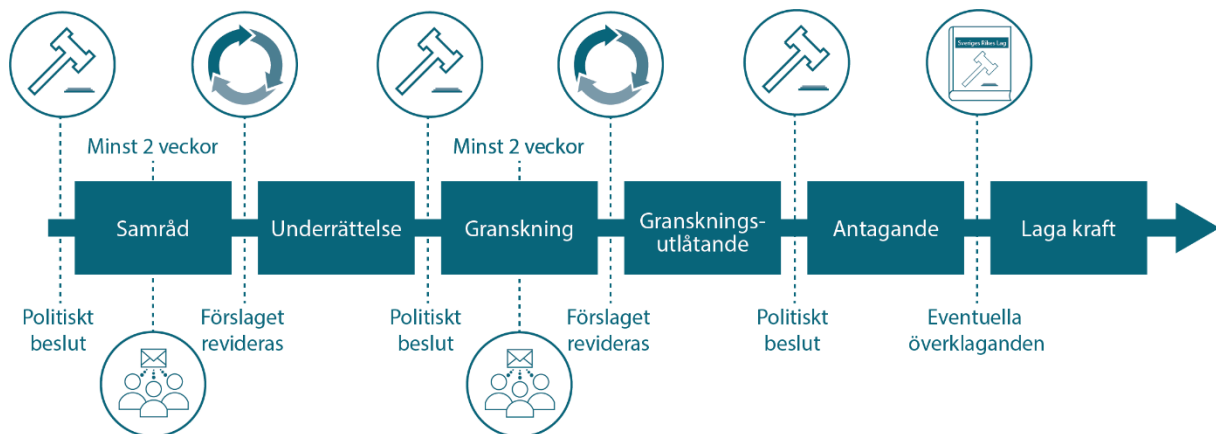 Sveriges Rikes Lag
Minst 2 veckor
Minst 2 veckor
Samråd
Underrättelse
Granskning
Gransknings-
utlåtande
Antagande
Laga kraft
Politiskt
beslut
Förslaget
revideras
Politiskt
beslut
Förslaget
revideras
Politiskt
beslut
Eventuella
överklaganden